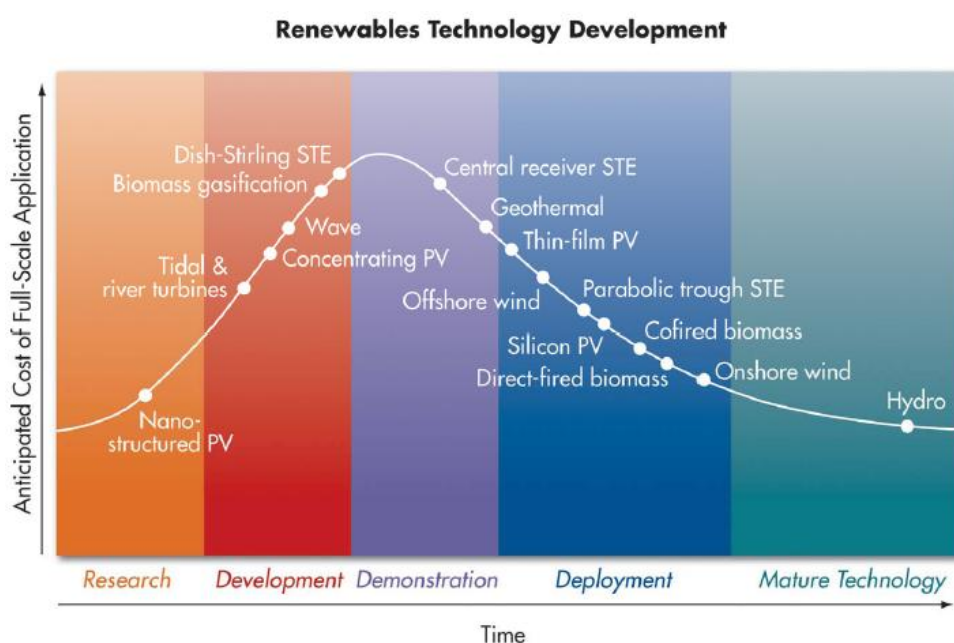 Renewables Technology Development
Anticipated Cost of Full-Scale Application
Dish-Stirling STE
Biomass gasification
Wave
Concentrating PV
Tidal &
river turbines
Nano-
structured PV
Central receiver STE
Geothermal
Thin-film PV
Offshore wind
Parabolic trough STE
Silicon PV
Cofired biomass
Direct-fired biomass
Onshore wind
Hydro
Research
Development
Demonstration
Deployment
Mature Technology
Time